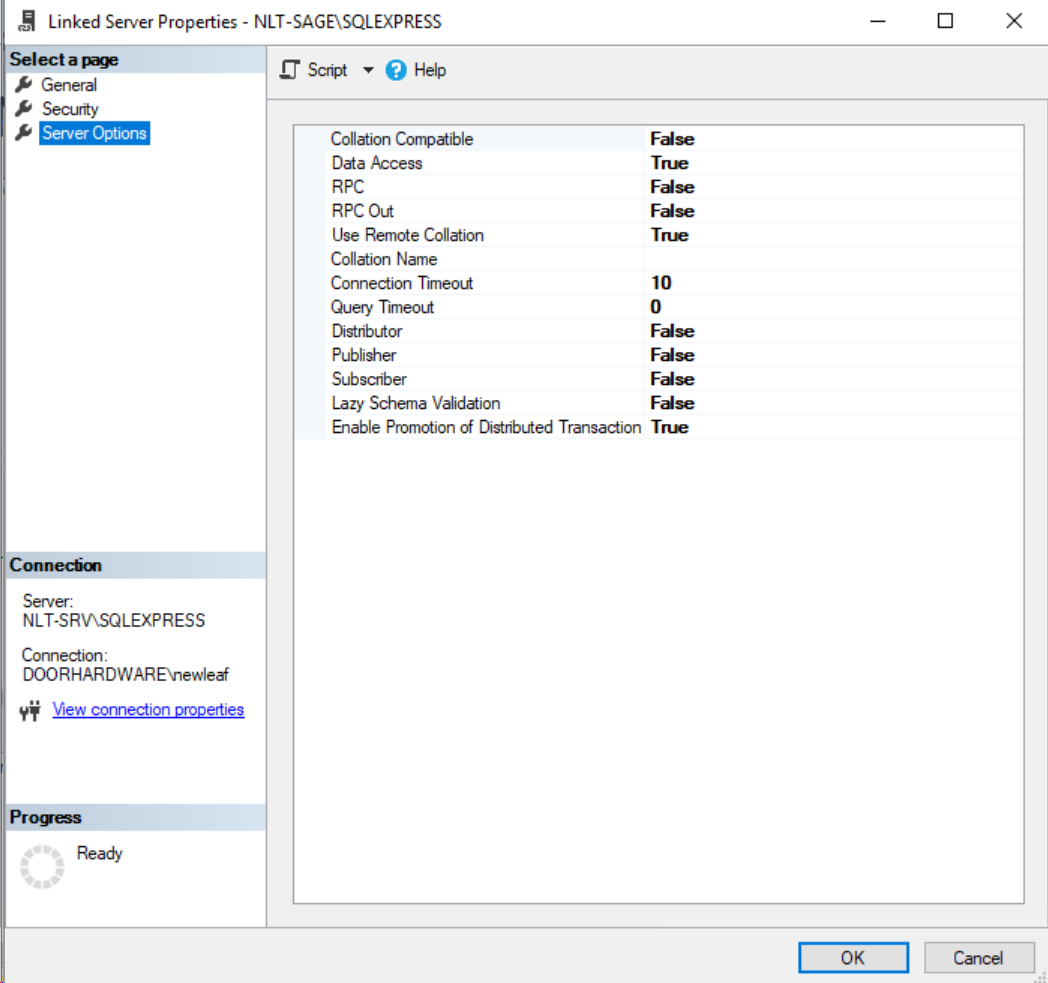 Linked Server Properties - NLT-SAGE\SQLEXPRESS
Select a page
General
Security
Server Options
Script
? Help
Collation Compatible False
Data Access True
RPC False
RPC Out False
Use Remote Collation True
Collation Name
Connection Timeout 10
Query Timeout 0
Distributor False
Publisher False
Subscriber False
Lazy Schema Validation False
Enable Promotion of Distributed Transaction True
Connection
Server:
NLT-SRV\SQLEXPRESS
Connection:
DOORHARDWARE\newleaf
View connection properties
Progress
Ready
OK Cancel